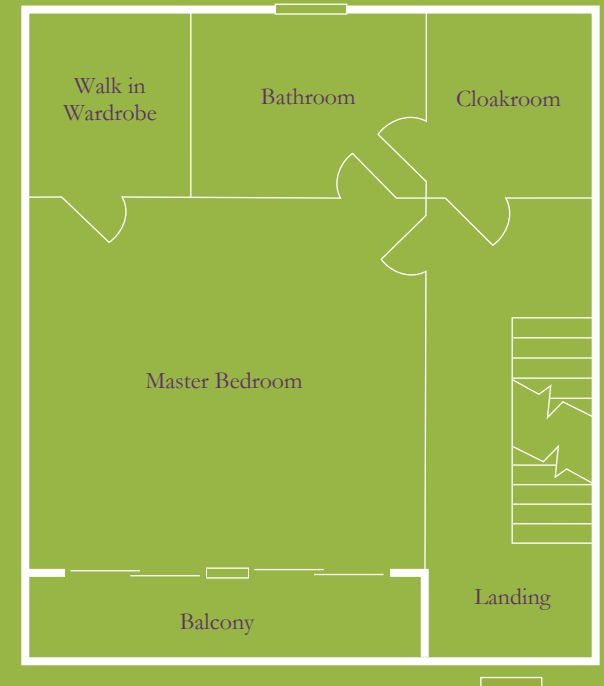 Walk in
Wardrobe
Bathroom
Cloakroom
Master Bedroom
Landing
Balcony